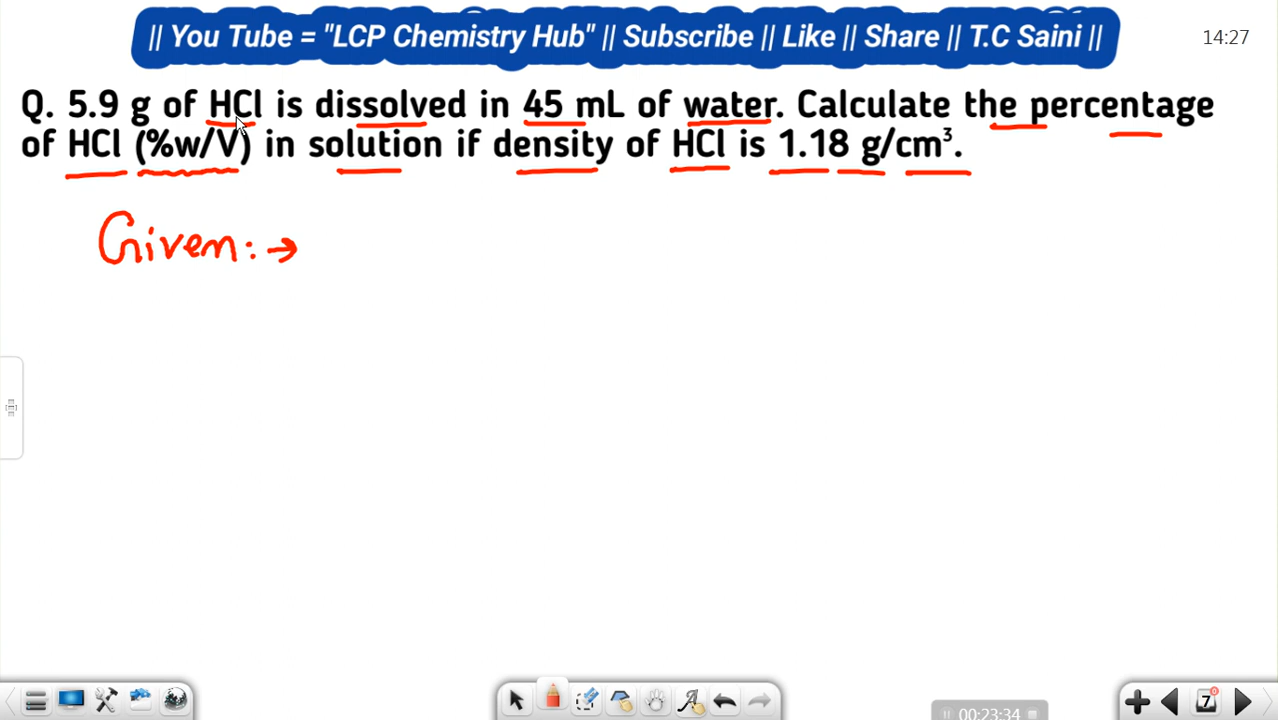 || You Tube = "LCP Chemistry Hub" || Subscribe || Like || Share || T.C Saini ||
14:27
Q. 5.9 g of HCl is dissolved in 45 mL of water. Calculate the percentage
of HCl (%w/V) in solution if density of HCl is 1.18 g/cm³.
Given:→
7
00:23:34